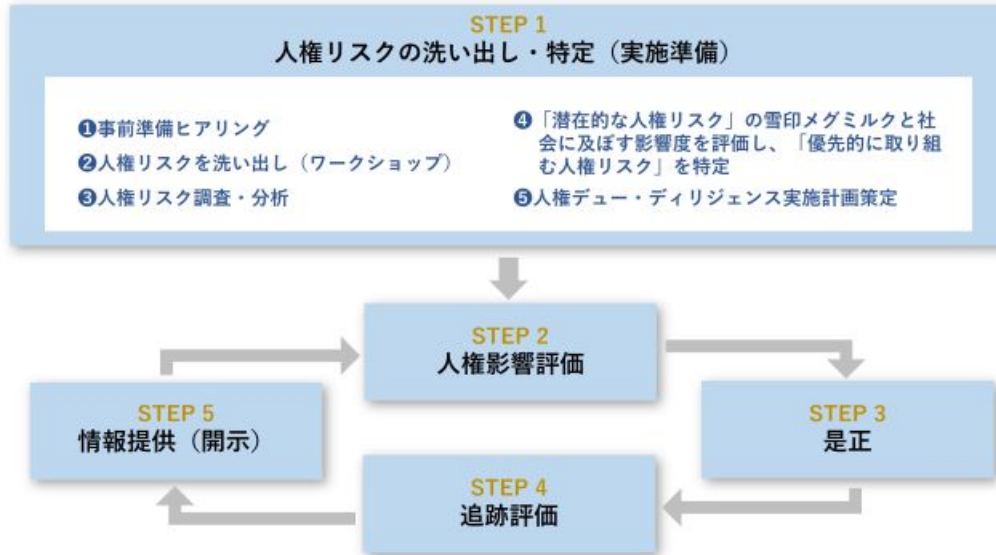 STEP 1
人権リスクの洗い出し・特定（実施準備）
❶事前準備ヒアリング
❷人権リスクを洗い出し（ワークショップ）
❸人権リスク調査・分析
❹「潜在的な人権リスク」の雪印メグミルクと社
会に及ぼす影響度を評価し、「優先的に取り組
む人権リスク」を特定
❺人権デュー・ディリジェンス実施計画策定
STEP 2
人権影響評価
STEP 3
是正
STEP 4
追跡評価
STEP 5
情報提供（開示）